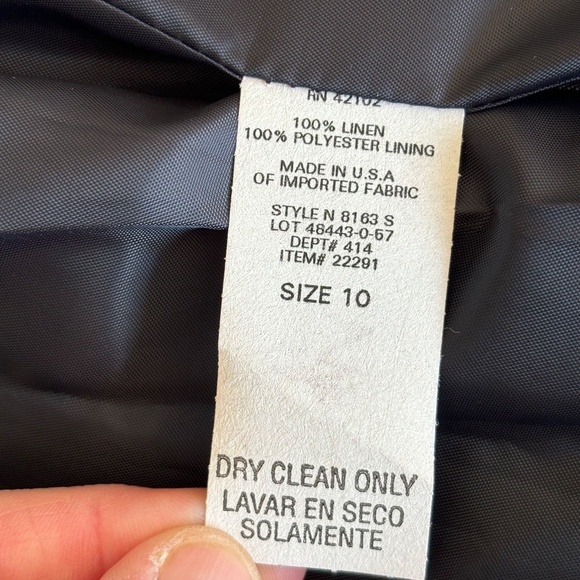 RN 42102
100% LINEN
100% POLYESTER LINING
MADE IN U.S.A
OF IMPORTED FABRIC
STYLE N 8163 S
LOT 48443-0-57
DEPT# 414
ITEM# 22291
SIZE 10
DRY CLEAN ONLY
LAVAR EN SECO
SOLAMENTE